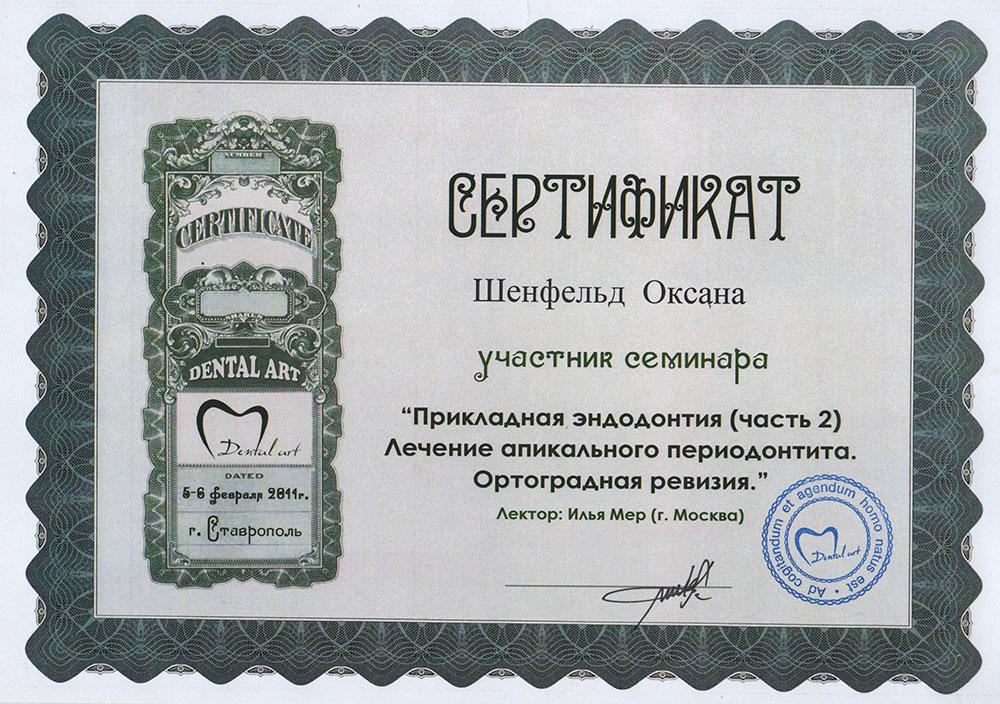 NUMBER
CERTIFICATE
SHARES
DENTAL ART
Dental art
DATED
5-6 февраля 2011г.
г. Ставрополь
СЕРТИФИКАТ
Шенфельд Оксана
участник семинара
“Прикладная эндодонтия (часть 2)
Лечение апикального периодонтита.
Ортоградная ревизия.”
Лектор: Илья Мер (г. Москва)
Ad cogitandum et agendum homo natus est •
Dental art